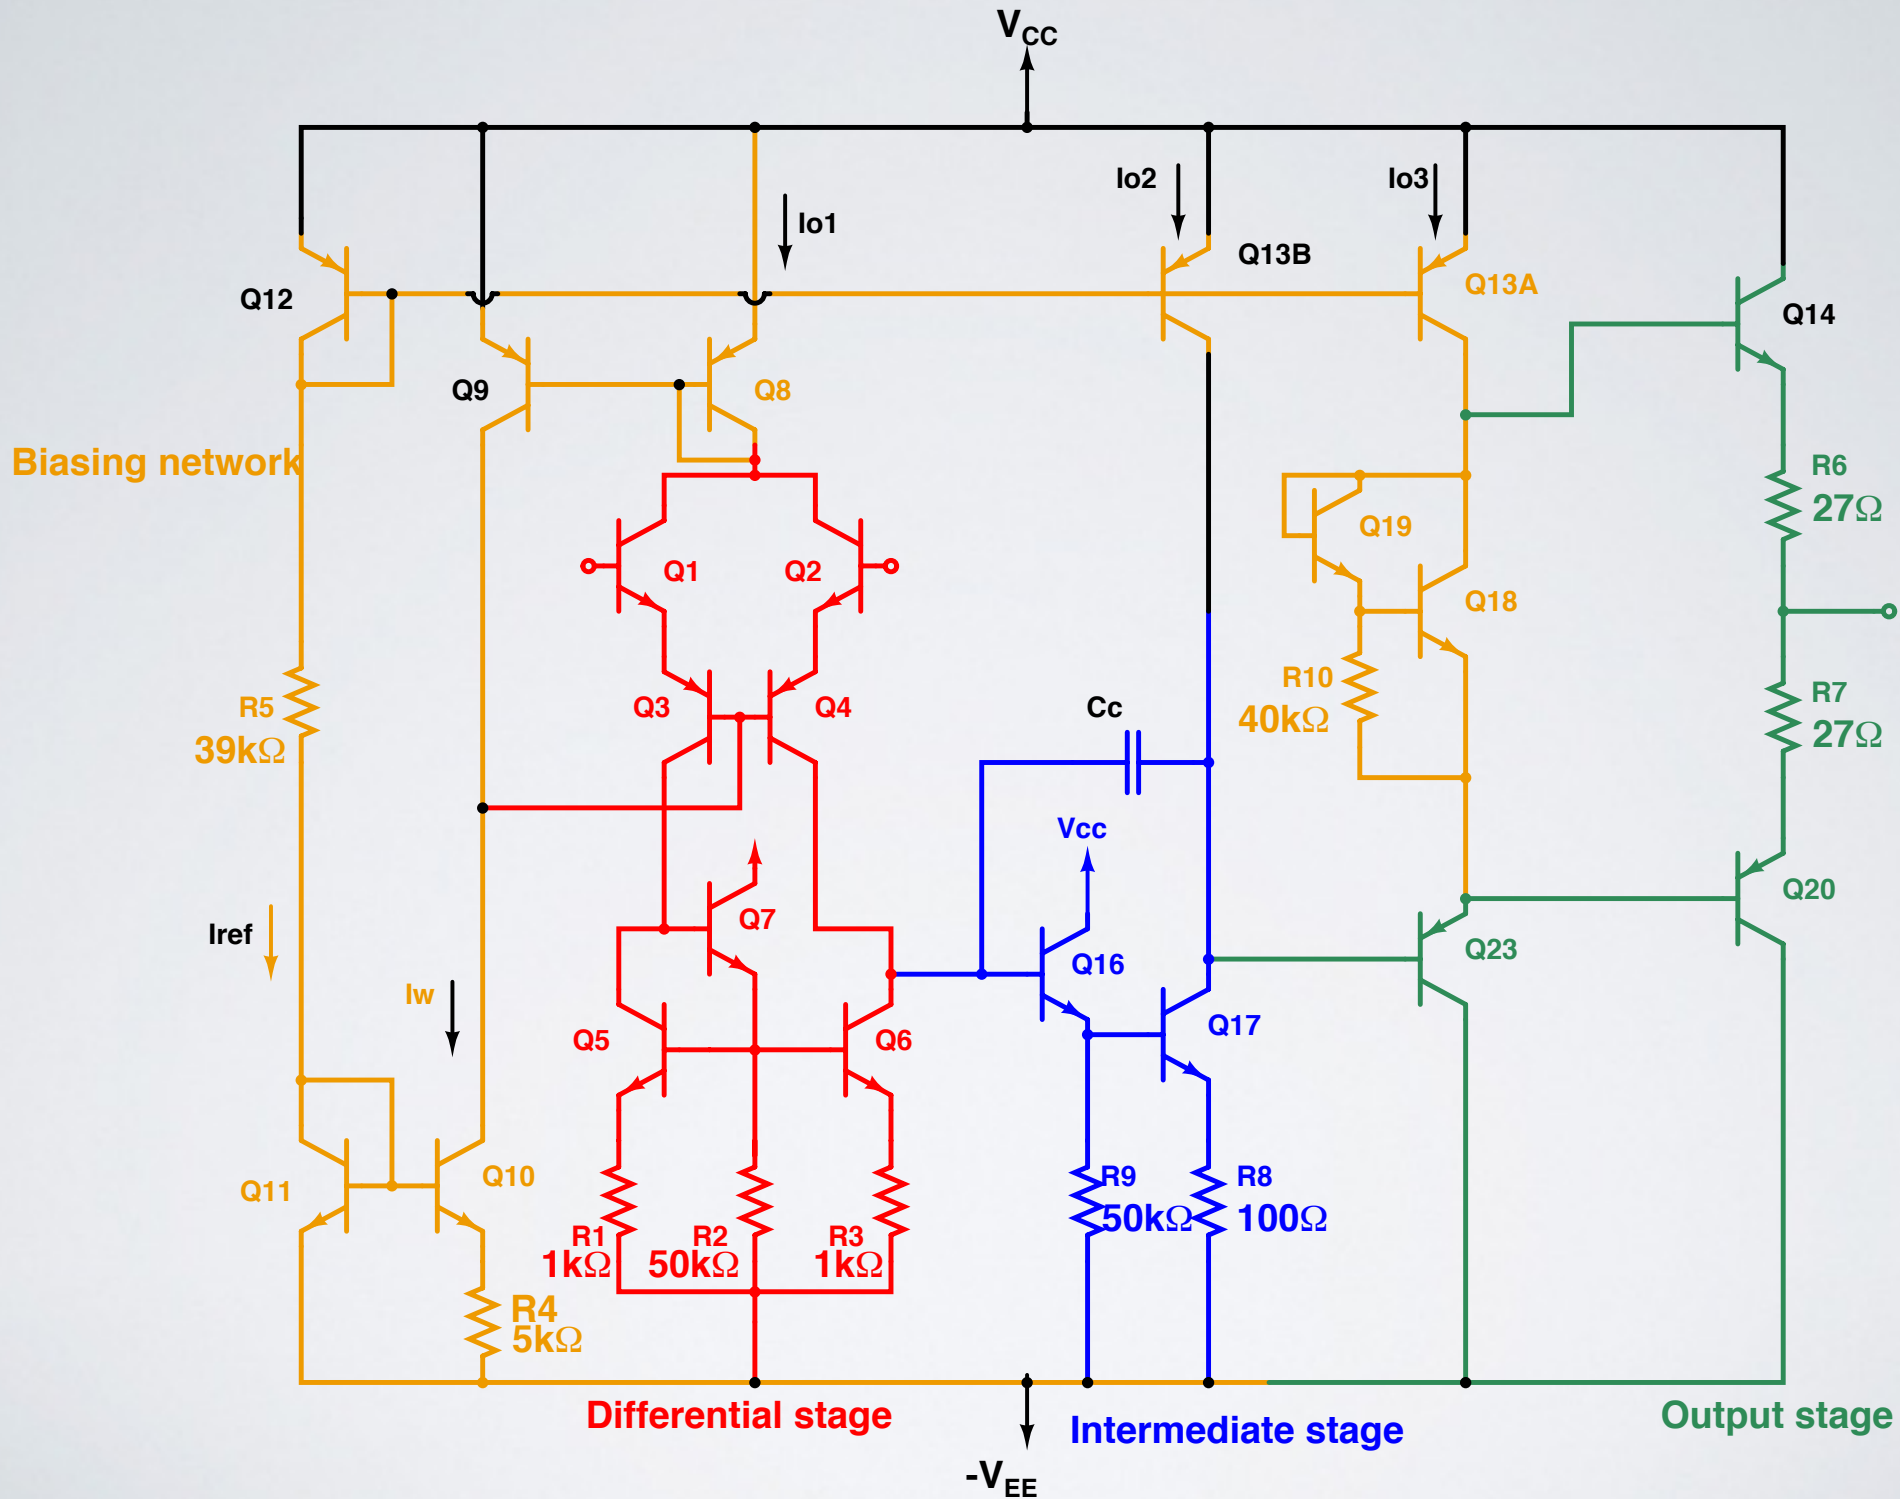 VCC
Io1
Io2
Io3
Q12
Q13B
Q13A
Q14
Q9
Q8
Biasing network
R6
27Ω
Q19
Q1
Q2
Q18
R5
39kΩ
Q3
Q4
R10
40kΩ
Cc
R7
27Ω
Vcc
Q7
Q20
Iref
Q16
Q23
Iw
Q5
Q6
Q17
Q11
Q10
R9
50kΩ
R8
100Ω
R1
1kΩ
R2
50kΩ
R3
1kΩ
R4
5kΩ
Differential stage
Intermediate stage
Output stage
-VEE